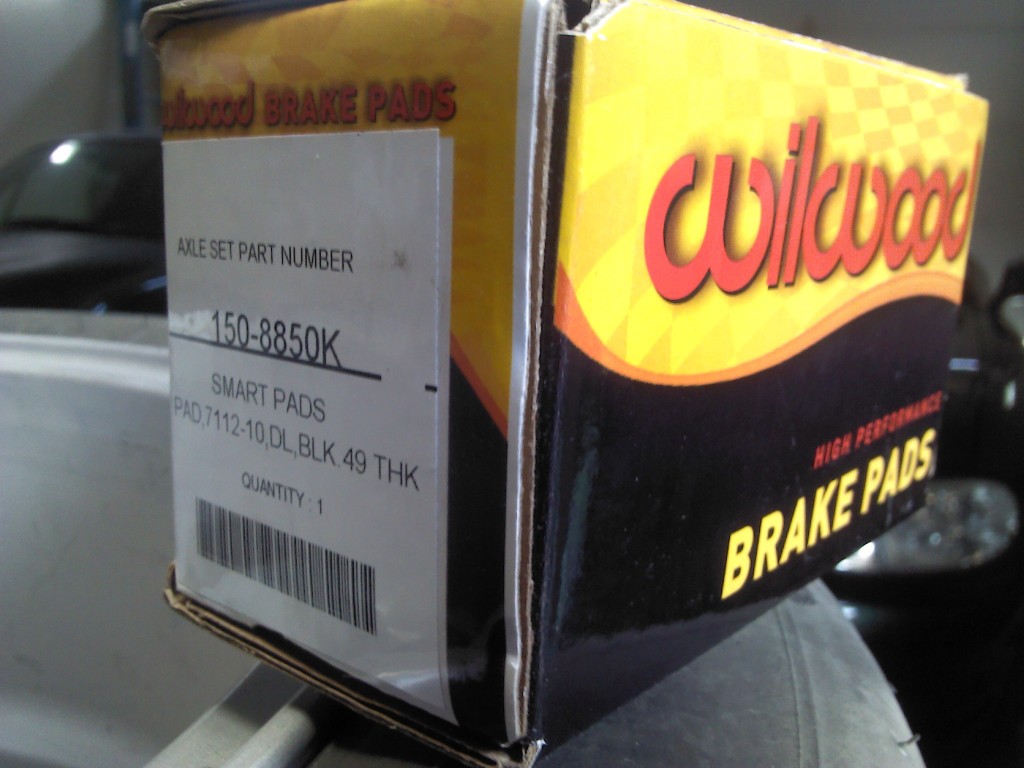 wilwood BRAKE PADS
AXLE SET PART NUMBER
150-8850K
SMART PADS
PAD,7112-10,DL,BLK.49 THK
QUANTITY : 1
wilwood
HIGH PERFORMANCE
BRAKE PADS